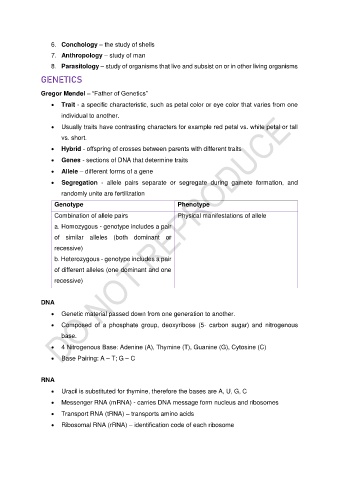 6. Conchology – the study of shells
7. Anthropology – study of man
8. Parasitology – study of organisms that live and subsist on or in other living organisms
GENETICS
Gregor Mendel – “Father of Genetics”
• Trait - a specific characteristic, such as petal color or eye color that varies from one
individual to another.
• Usually traits have contrasting characters for example red petal vs. white petal or tall
vs. short.
• Hybrid - offspring of crosses between parents with different traits
• Genes - sections of DNA that determine traits
• Allele – different forms of a gene
• Segregation - allele pairs separate or segregate during gamete formation, and
randomly unite are fertilization
Genotype Phenotype
Combination of allele pairs Physical manifestations of allele
a. Homozygous - genotype includes a pair
of similar alleles (both dominant or
recessive)
b. Heterozygous - genotype includes a pair
of different alleles (one dominant and one
recessive)
DNA
• Genetic material passed down from one generation to another.
• Composed of a phosphate group, deoxyribose (5- carbon sugar) and nitrogenous
base.
• 4 Nitrogenous Base: Adenine (A), Thymine (T), Guanine (G), Cytosine (C)
• Base Pairing: A – T; G – C
RNA
• Uracil is substituted for thymine, therefore the bases are A, U, G, C
• Messenger RNA (mRNA) - carries DNA message form nucleus and ribosomes
• Transport RNA (tRNA) – transports amino acids
• Ribosomal RNA (rRNA) – identification code of each ribosome
DO NOT REPRODUCE